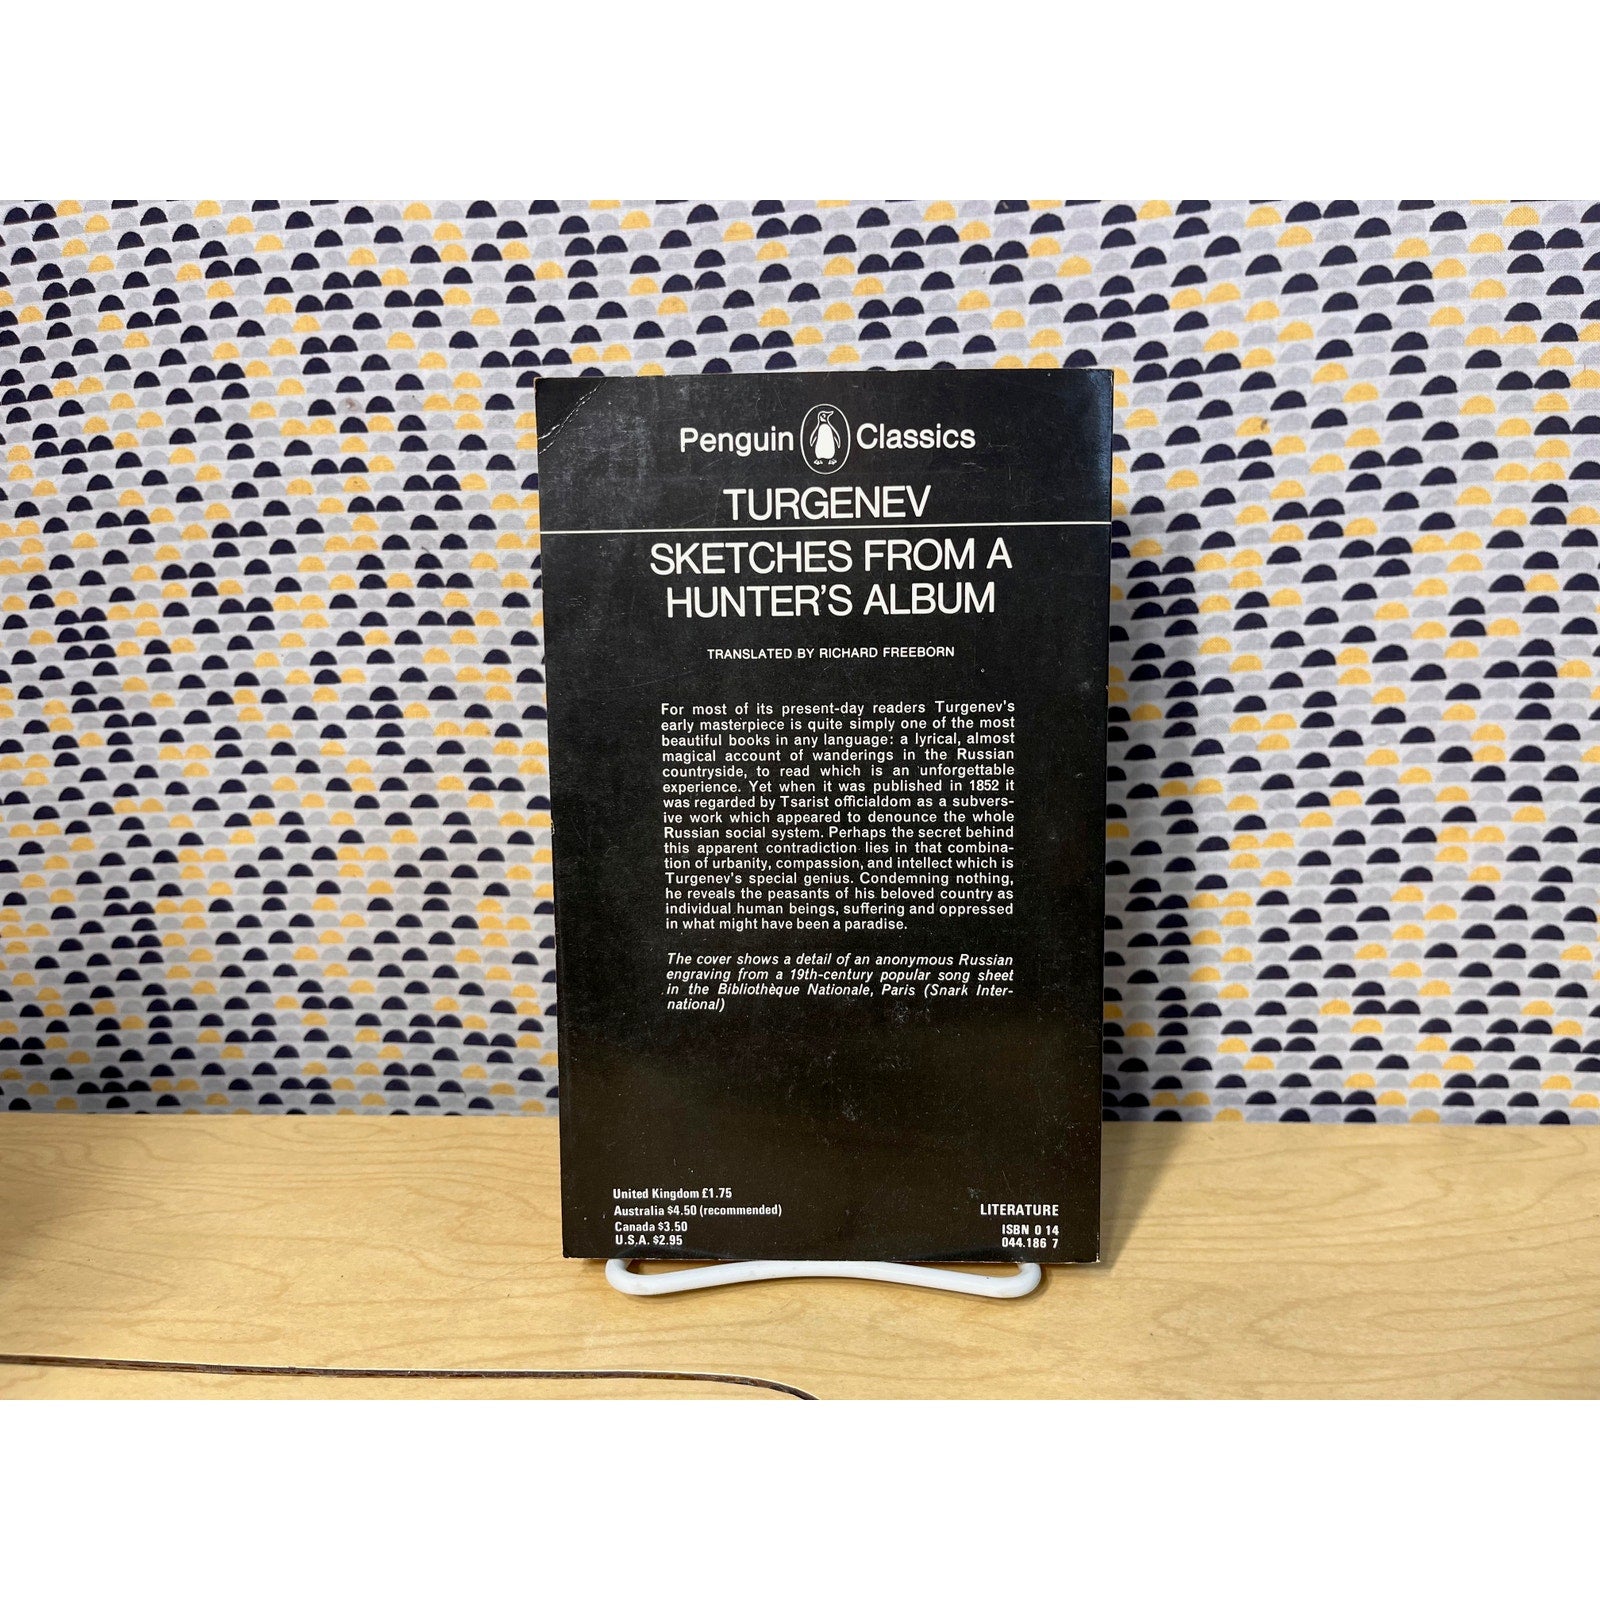 Penguin Classics
TURGENEV
SKETCHES FROM A
HUNTER'S ALBUM
TRANSLATED BY RICHARD FREEBORN
For most of its present-day readers Turgenev's
early masterpiece is quite simply one of the most
beautiful books in any language: a lyrical, almost
magical account of wanderings in the Russian
countryside, to read which is an unforgettable
experience. Yet when it was published in 1852 it
was regarded by Tsarist officialdom as a subvers-
ive work which appeared to denounce the whole
Russian social system. Perhaps the secret behind
this apparent contradiction lies in that combina-
tion of urbanity, compassion, and intellect which is
Turgenev's special genius. Condemning nothing,
he reveals the peasants of his beloved country as
individual human beings, suffering and oppressed
in what might have been a paradise.
The cover shows a detail of an anonymous Russian
engraving from a 19th-century popular song sheet
in the Bibliothèque Nationale, Paris (Snark Inter-
national)
United Kingdom £1.75
Australia $4.50 (recommended)
Canada $3.50
U.S.A. $2.95
LITERATURE
ISBN 0 14
044.186 7